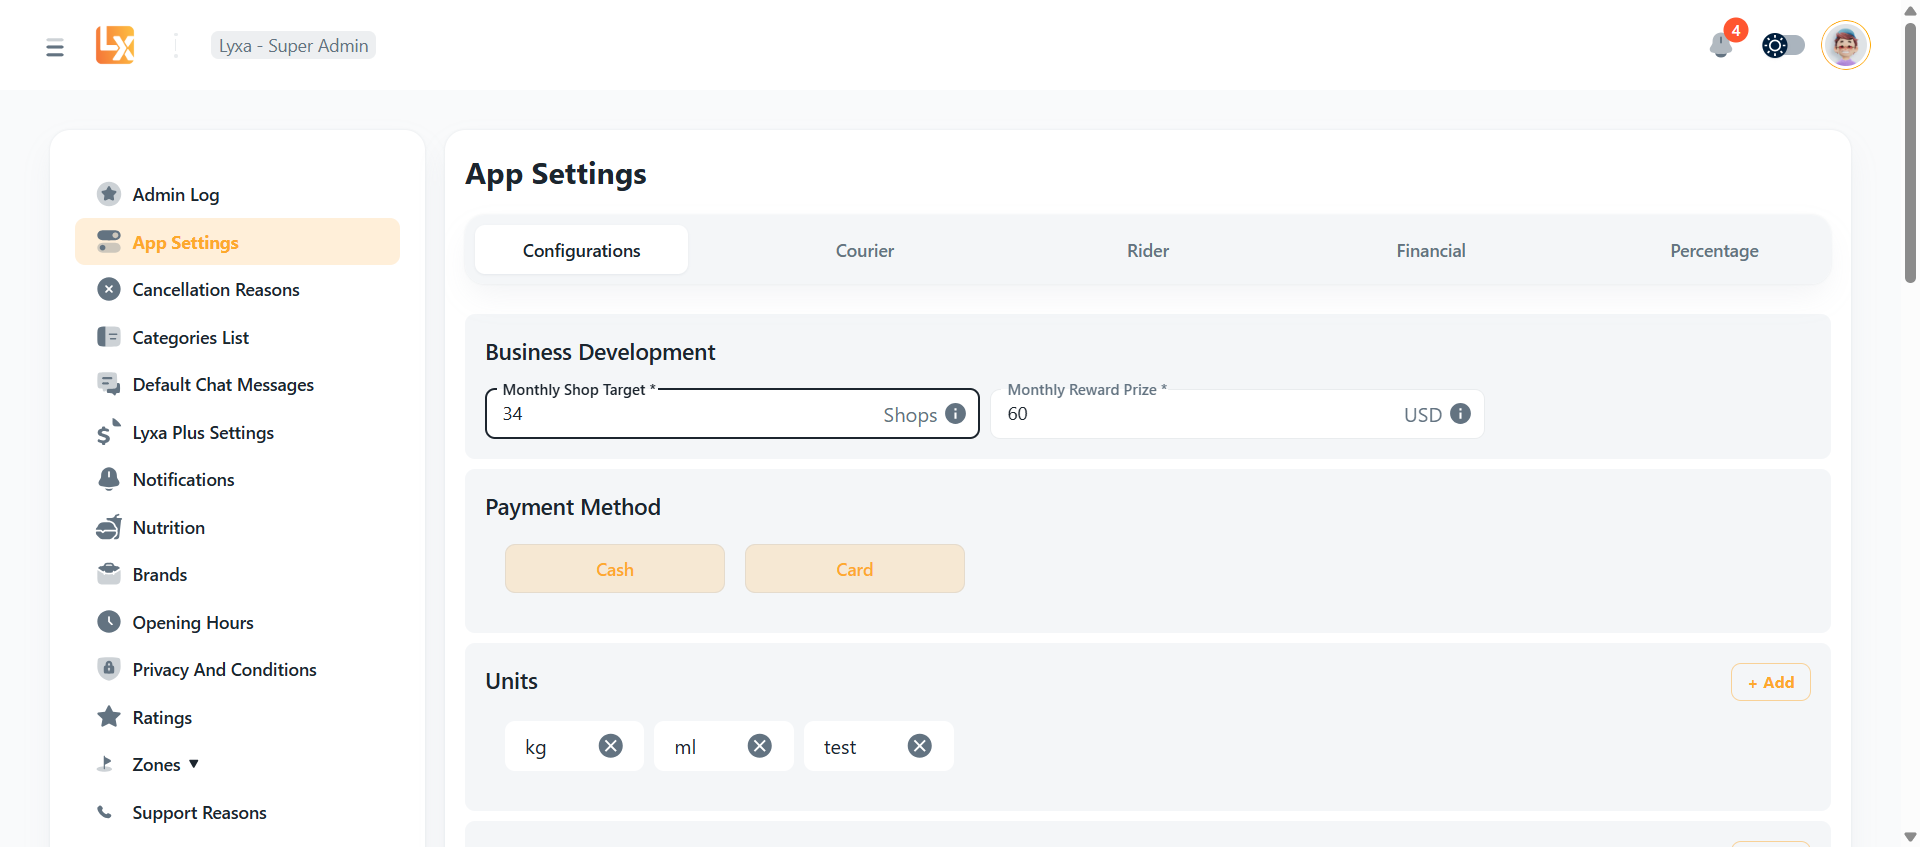 LX
Lyxa - Super Admin
4
Admin Log
App Settings
Cancellation Reasons
Categories List
Default Chat Messages
Lyxa Plus Settings
Notifications
Nutrition
Brands
Opening Hours
Privacy And Conditions
Ratings
Zones ▼
Support Reasons
App Settings
Configurations
Courier
Rider
Financial
Percentage
Business Development
Monthly Shop Target *
34
Shops
Monthly Reward Prize *
60
USD
Payment Method
Cash
Card
Units
+ Add
kg
ml
test